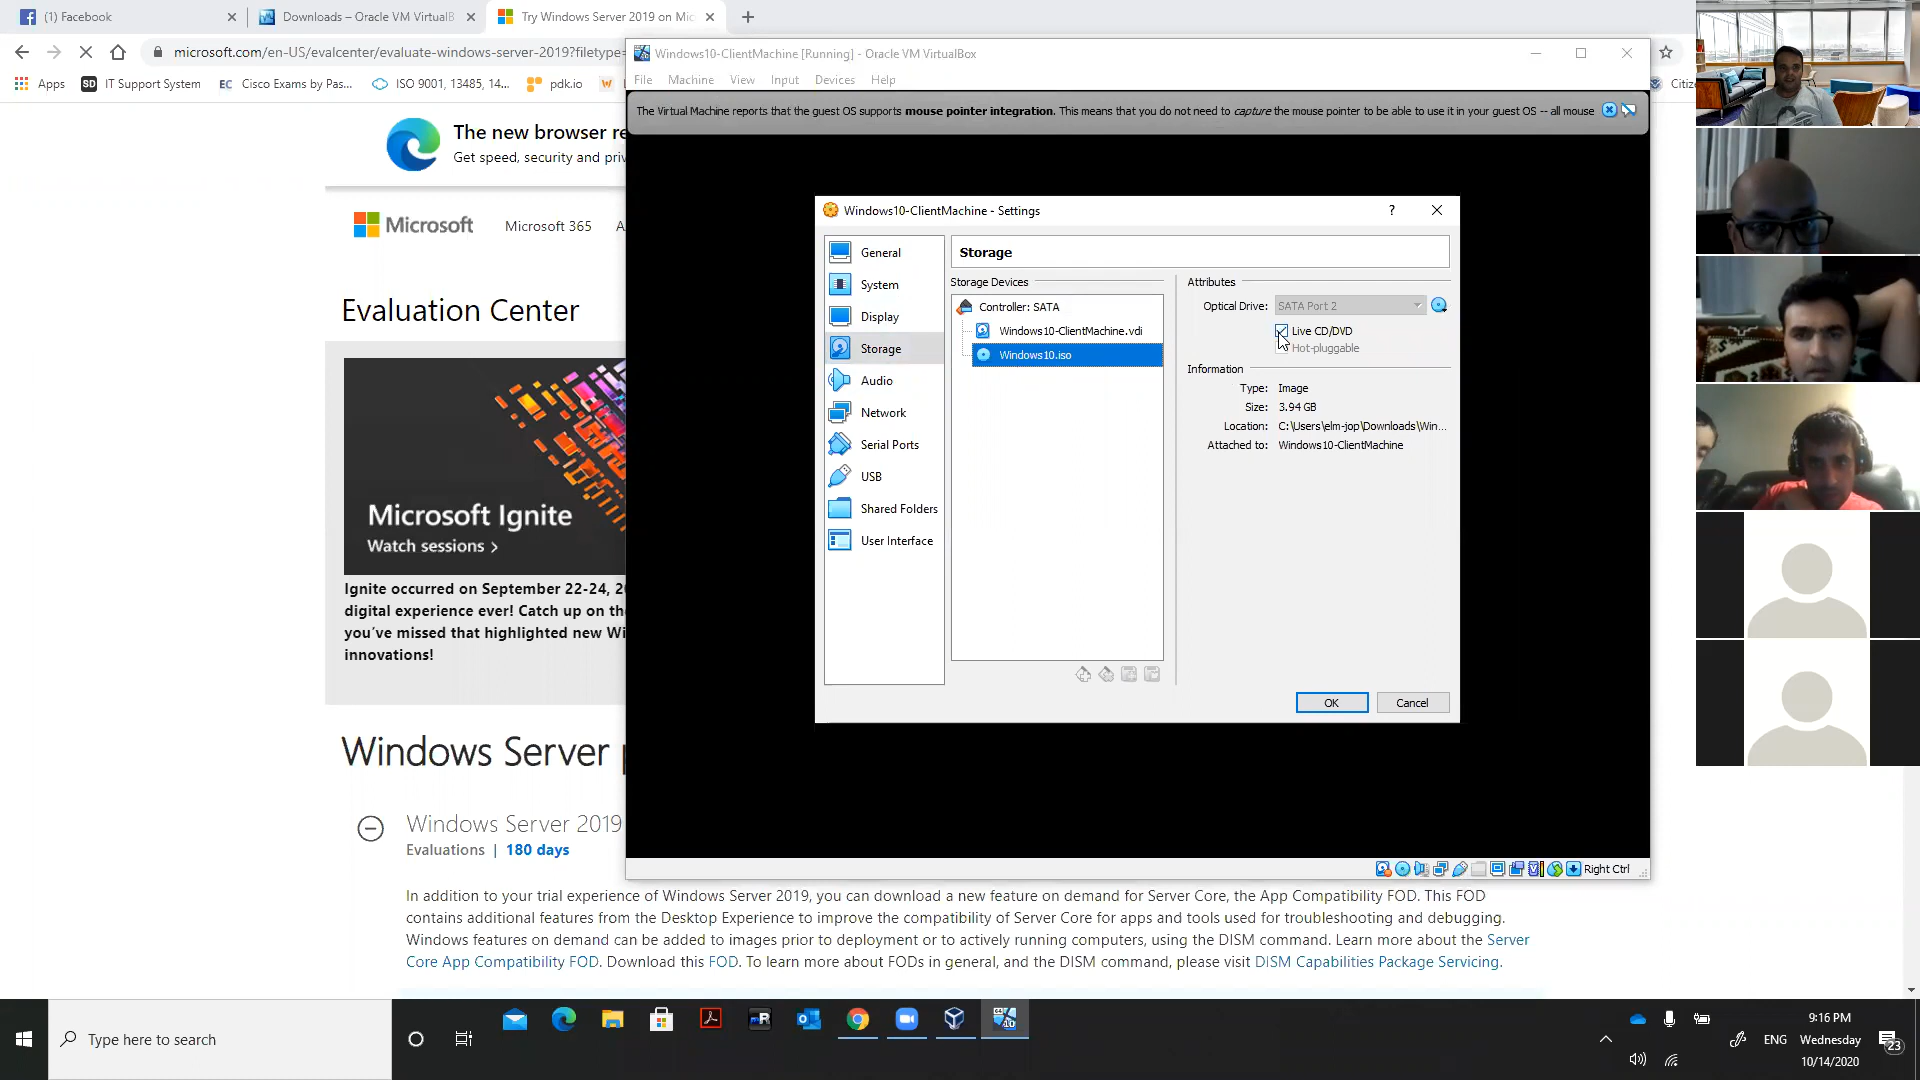 (1) Facebook
Downloads – Oracle VM VirtualB
Try Windows Server 2019 on Mic
microsoft.com/en-US/evalcenter/evaluate-windows-server-2019?filetype=
Apps
SD IT Support System
EC Cisco Exams by Pas...
ISO 9001, 13485, 14...
pdk.io
W
Citiz
The new browser re
Get speed, security and priv
Microsoft
Microsoft 365
Evaluation Center
Microsoft Ignite
Watch sessions >
Ignite occurred on September 22-24, 2
digital experience ever! Catch up on the
you’ve missed that highlighted new Wi
innovations!
Windows Server
Windows Server 2019
Evaluations | 180 days
In addition to your trial experience of Windows Server 2019, you can download a new feature on demand for Server Core, the App Compatibility FOD. This FOD
contains additional features from the Desktop Experience to improve the compatibility of Server Core for apps and tools used for troubleshooting and debugging.
Windows features on demand can be added to images prior to deployment or to actively running computers, using the DISM command. Learn more about the Server
Core App Compatibility FOD. Download this FOD. To learn more about FODs in general, and the DISM command, please visit DISM Capabilities Package Servicing.
Windows10-ClientMachine [Running] - Oracle VM VirtualBox
File Machine View Input Devices Help
The Virtual Machine reports that the guest OS supports mouse pointer integration. This means that you do not need to capture the mouse pointer to be able to use it in your guest OS -- all mouse
Windows10-ClientMachine - Settings
?
General
System
Display
Storage
Audio
Network
Serial Ports
USB
Shared Folders
User Interface
Storage
Storage Devices
Controller: SATA
Windows10-ClientMachine.vdi
Windows10.iso
Attributes
Optical Drive: SATA Port 2
Live CD/DVD
Hot-pluggable
Information
Type: Image
Size: 3.94 GB
Location: C:\Users\elm-jop\Downloads\Win...
Attached to: Windows10-ClientMachine
OK
Cancel
Right Ctrl
Type here to search
ENG
9:16 PM
Wednesday
10/14/2020
23